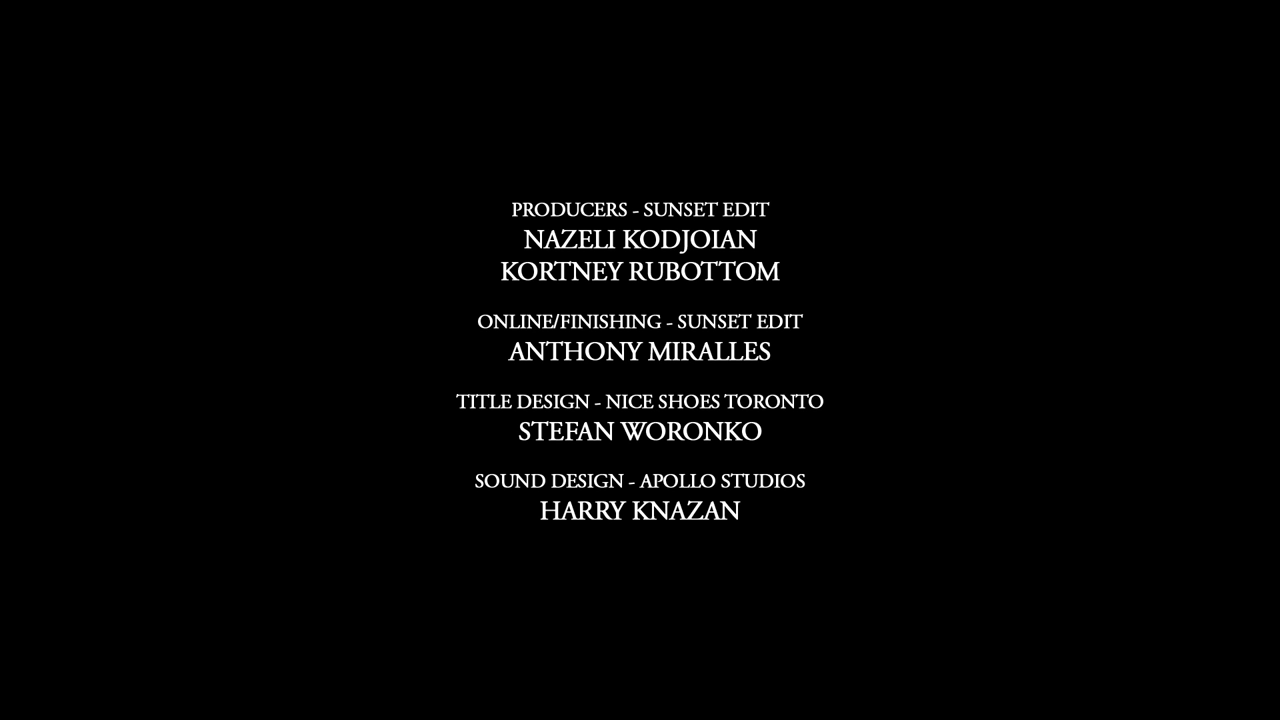 PRODUCERS - SUNSET EDIT
NAZELI KODJOIAN
KORTNEY RUBOTTOM
ONLINE/FINISHING - SUNSET EDIT
ANTHONY MIRALLES
TITLE DESIGN - NICE SHOES TORONTO
STEFAN WORONKO
SOUND DESIGN - APOLLO STUDIOS
HARRY KNAZAN